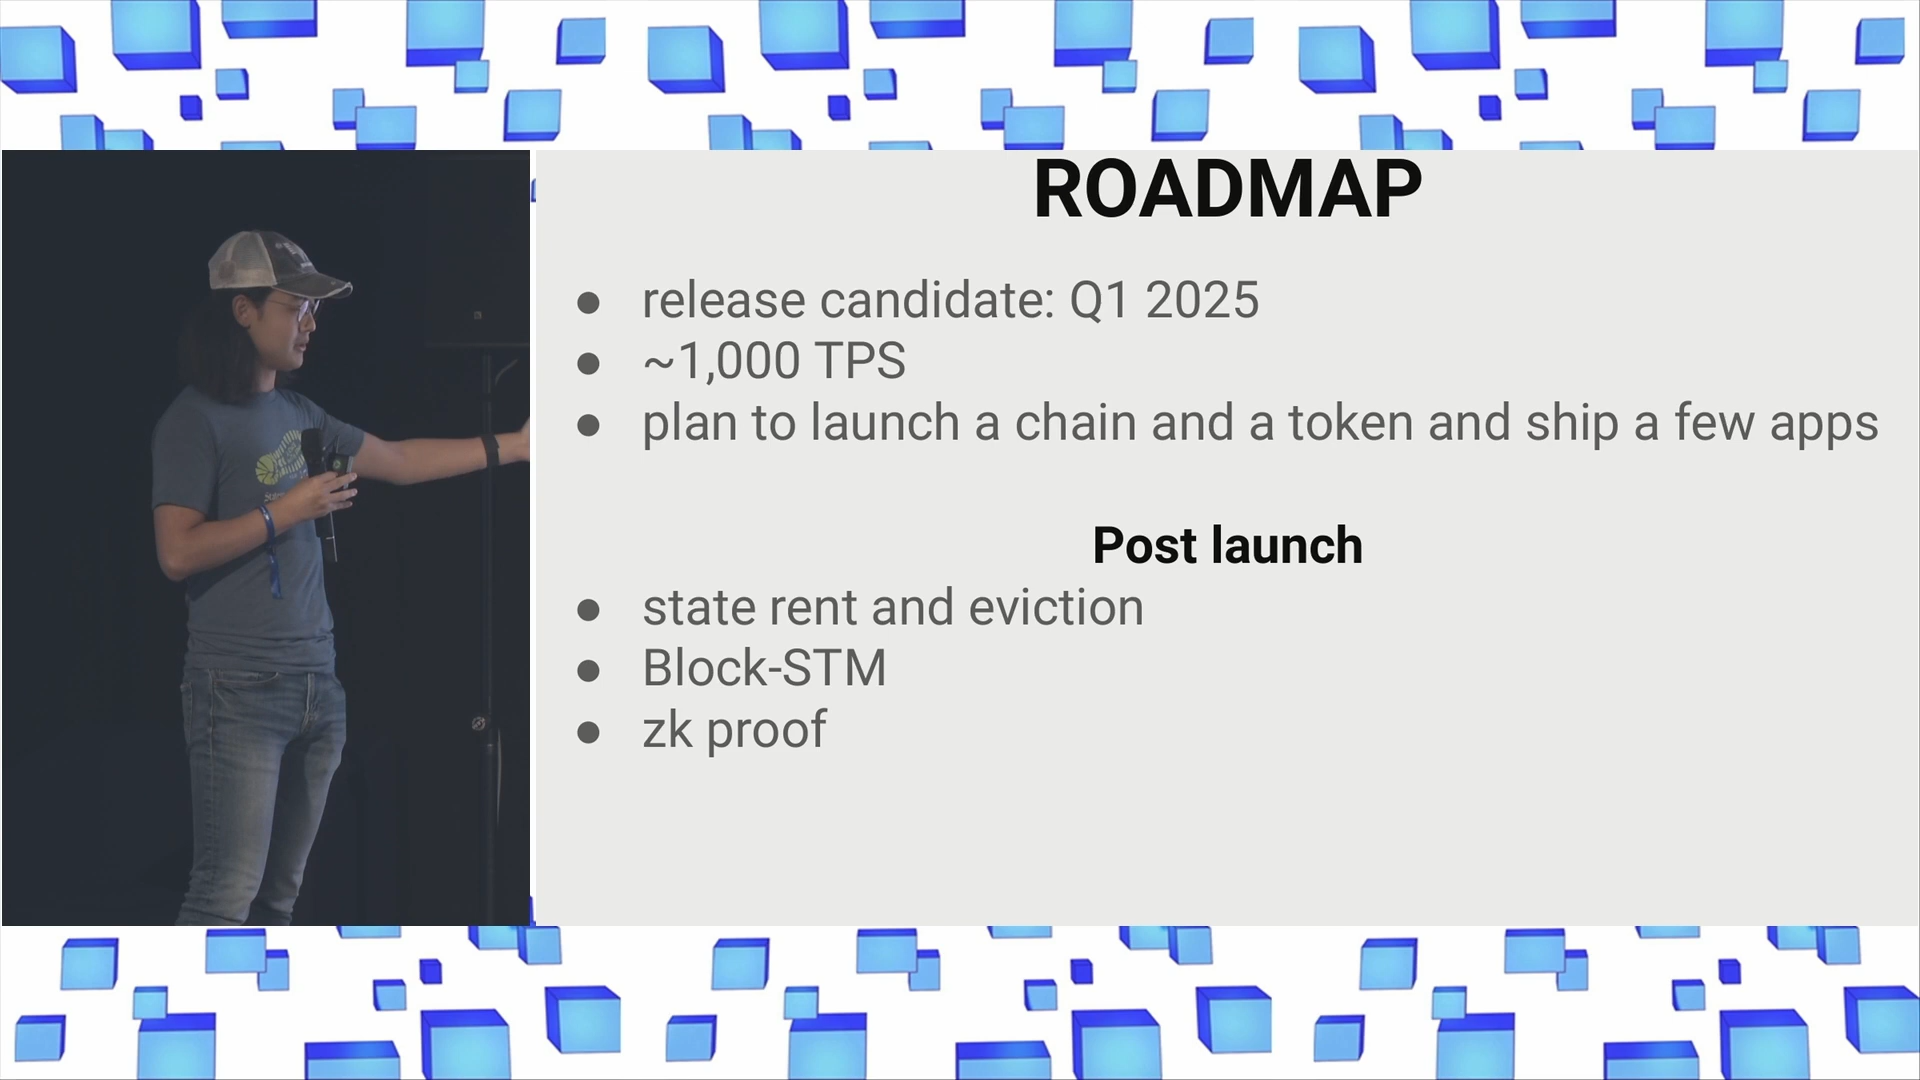 ROADMAP
● release candidate: Q1 2025
● ~1,000 TPS
● plan to launch a chain and a token and ship a few apps
Post launch
● state rent and eviction
● Block-STM
● zk proof